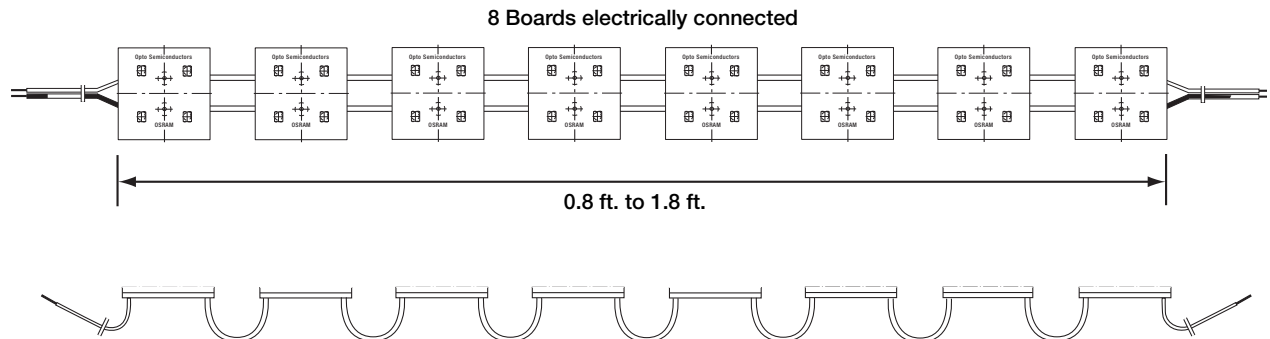 8 Boards electrically connected
Opto Semiconductors Opto Semiconductors Opto Semiconductors Opto Semiconductors Opto Semiconductors Opto Semiconductors Opto Semiconductors Opto Semiconductors
OSRAM OSRAM OSRAM OSRAM OSRAM OSRAM OSRAM OSRAM
0.8 ft. to 1.8 ft.